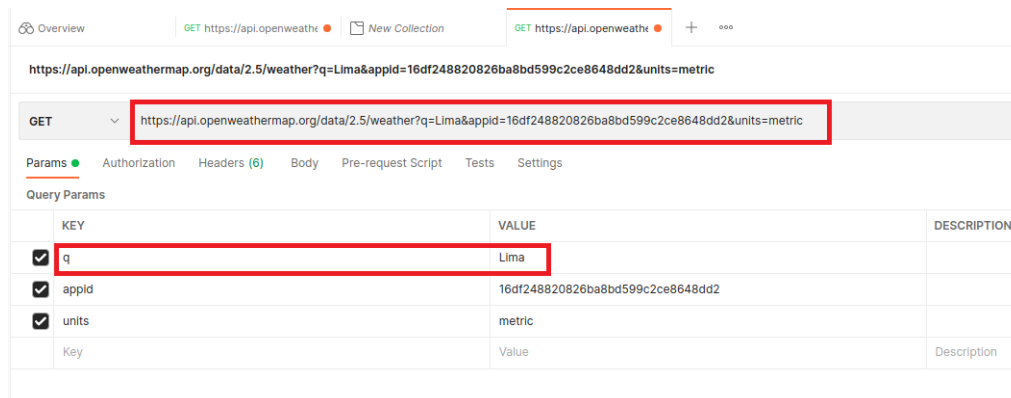 Overview GET https://api.openweathe New Collection GET https://api.openweathe
https://api.openweathermap.org/data/2.5/weather?q=Lima&appid=16df248820826ba8bd599c2ce8648dd2&units=metric
GET https://api.openweathermap.org/data/2.5/weather?q=Lima&appid=16df248820826ba8bd599c2ce8648dd2&units=metric
Params Authorization Headers (6) Body Pre-request Script Tests Settings
Query Params
KEY VALUE DESCRIPTION
q Lima
appid 16df248820826ba8bd599c2ce8648dd2
units metric
Key Value Description